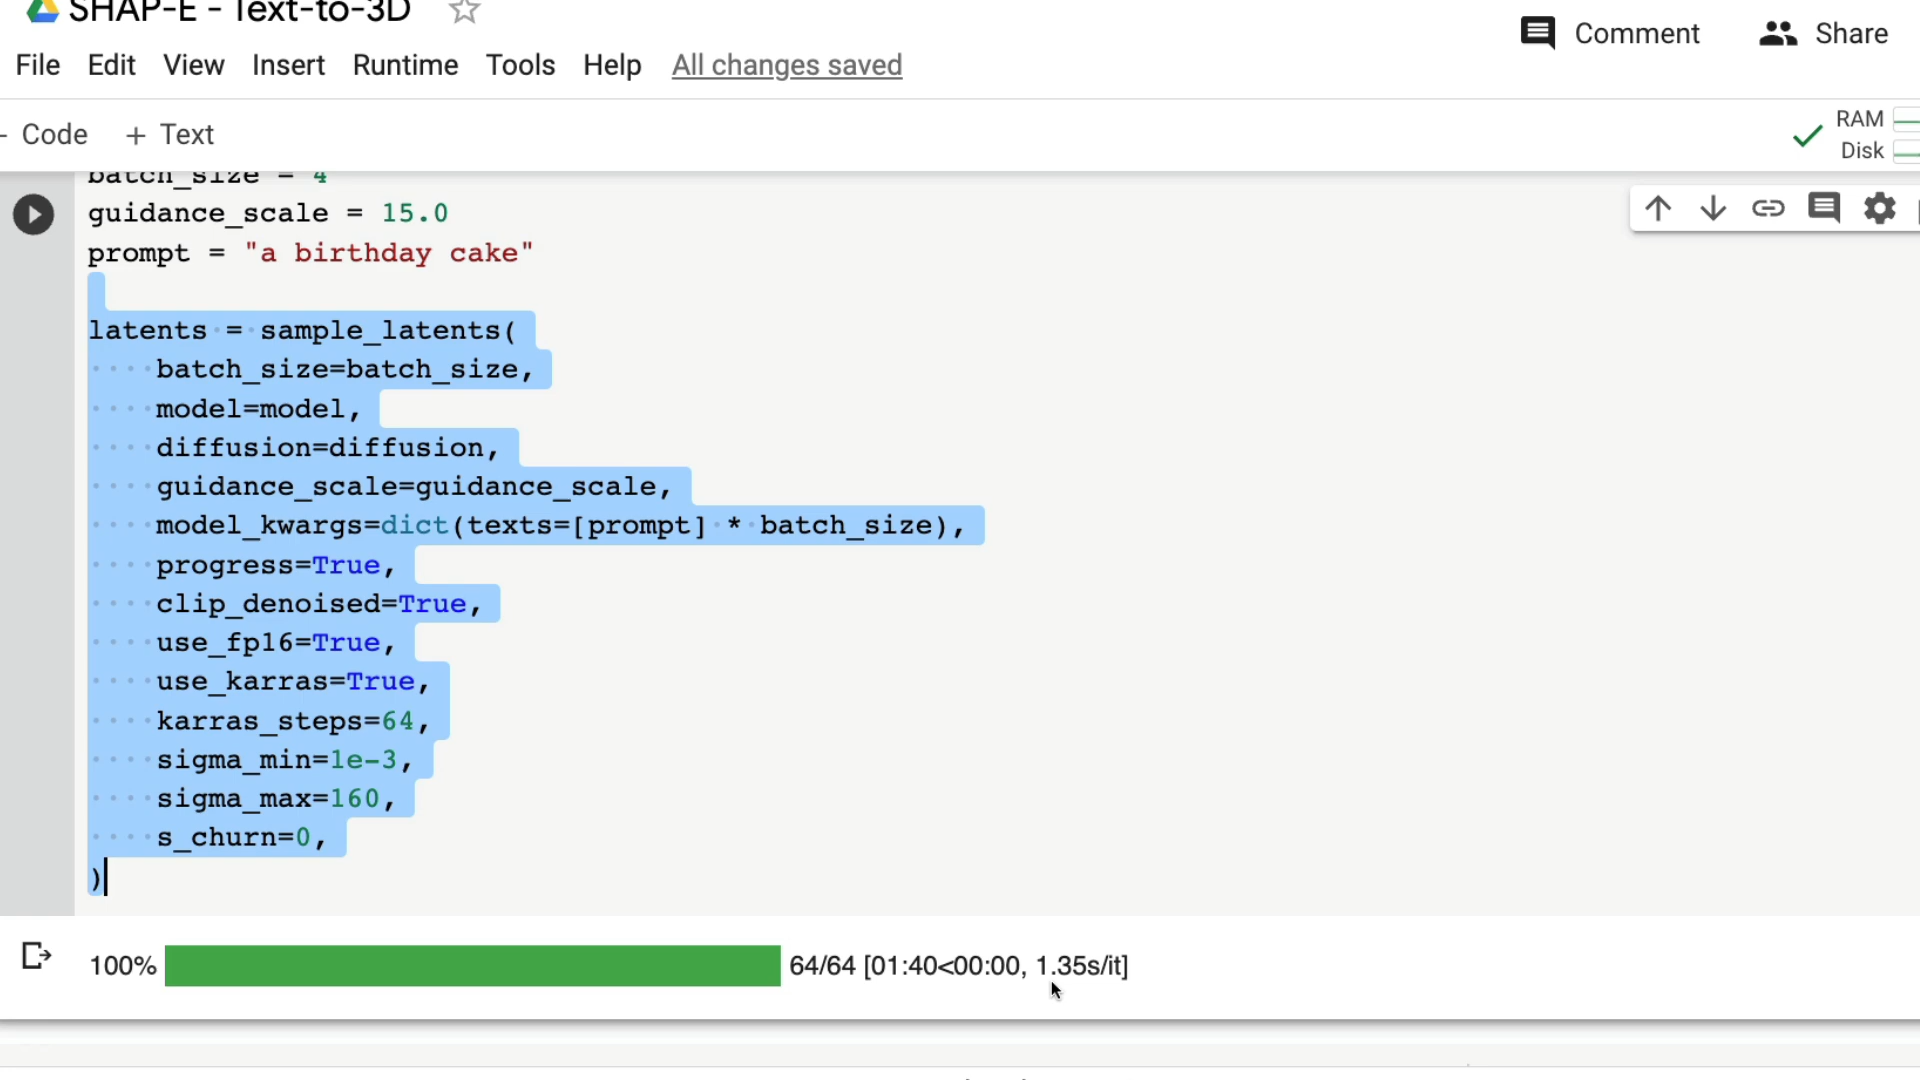 SHAP-E - Text-to-3D
Comment Share
File Edit View Insert Runtime Tools Help All changes saved
Code + Text
RAM
Disk
batch_size = 4
guidance_scale = 15.0
prompt = "a birthday cake"
latents = sample_latents(
batch_size=batch_size,
model=model,
diffusion=diffusion,
guidance_scale=guidance_scale,
model_kwargs=dict(texts=[prompt] * batch_size),
progress=True,
clip_denoised=True,
use_fp16=True,
use_karras=True,
karras_steps=64,
sigma_min=1e-3,
sigma_max=160,
s_churn=0,
)
100% 64/64 [01:40<00:00, 1.35s/it]